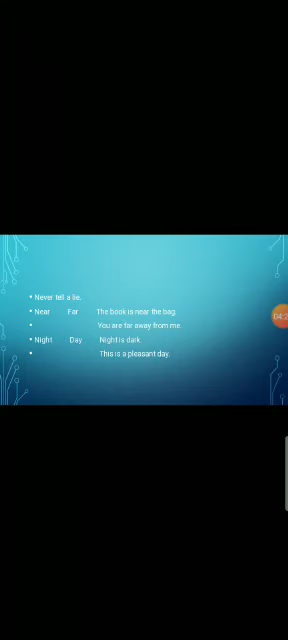 • Never tell a lie.
• Near Far The book is near the bag.
• You are far away from me.
• Night Day Night is dark.
• This is a pleasant day.